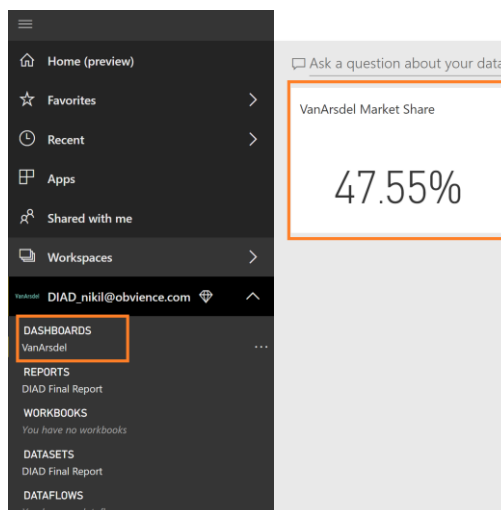 Home (preview)
Favorites
Recent
Apps
Shared with me
Workspaces
VanArsdel DIAD_nikil@obvience.com
DASHBOARDS
VanArsdel
REPORTS
DIAD Final Report
WORKBOOKS
You have no workbooks
DATASETS
DIAD Final Report
DATAFLOWS
Ask a question about your data
VanArsdel Market Share
47.55%